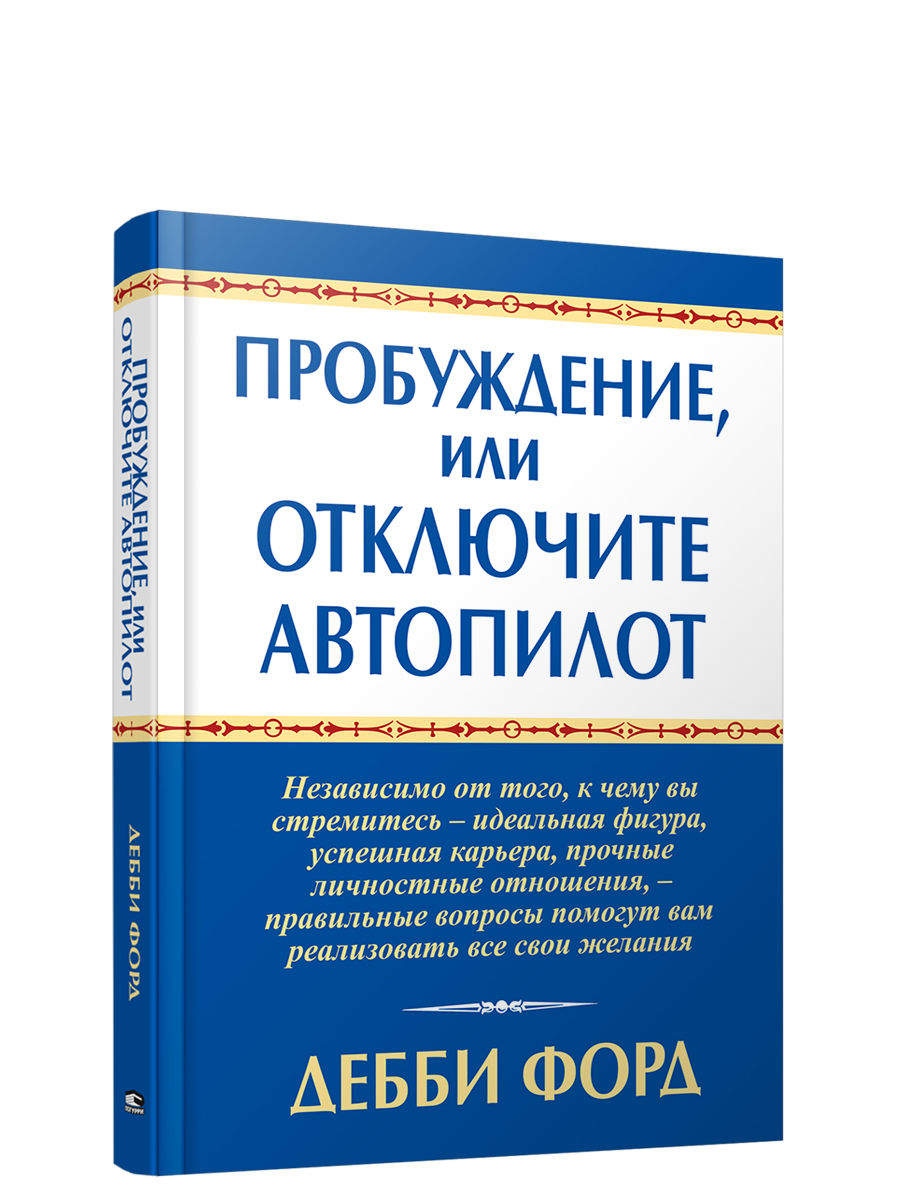 ПРОБУЖДЕНИЕ,
ИЛИ
ОТКЛЮЧИТЕ
АВТОПИЛОТ
Независимо от того, к чему вы
стремитесь – идеальная фигура,
успешная карьера, прочные
личностные отношения, –
правильные вопросы помогут вам
реализовать все свои желания
ДЕББИ ФОРД
ПРОБУЖДЕНИЕ, ИЛИ
ОТКЛЮЧИТЕ АВТОПИЛОТ
ДЕББИ ФОРД
ПОПУРРИ